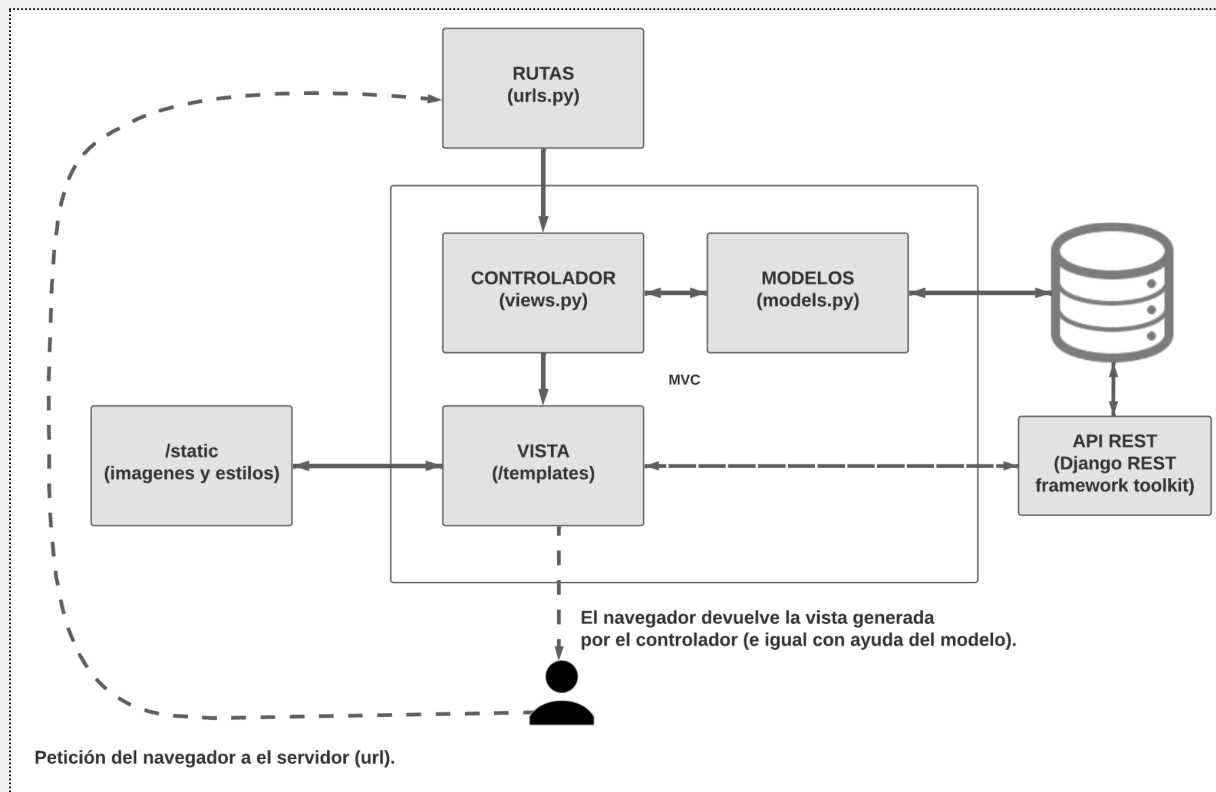 RUTAS
(urls.py)
CONTROLADOR
(views.py)
MODELOS
(models.py)
MVC
/static
(imagenes y estilos)
VISTA
(/templates)
API REST
(Django REST
framework toolkit)
El navegador devuelve la vista generada
por el controlador (e igual con ayuda del modelo).
Petición del navegador a el servidor (url).